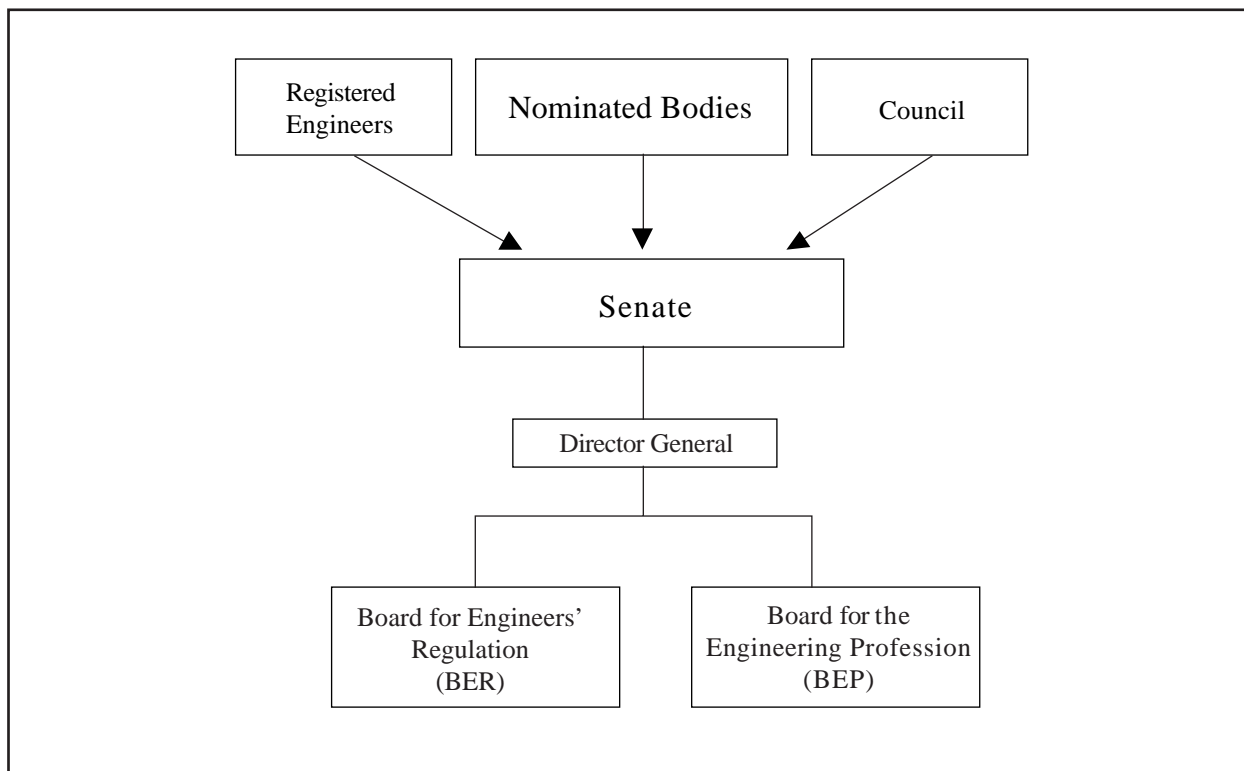 Registered
Engineers
Nominated Bodies
Council
Senate
Director General
Board for Engineers’
Regulation
(BER)
Board for the
Engineering Profession
(BEP)